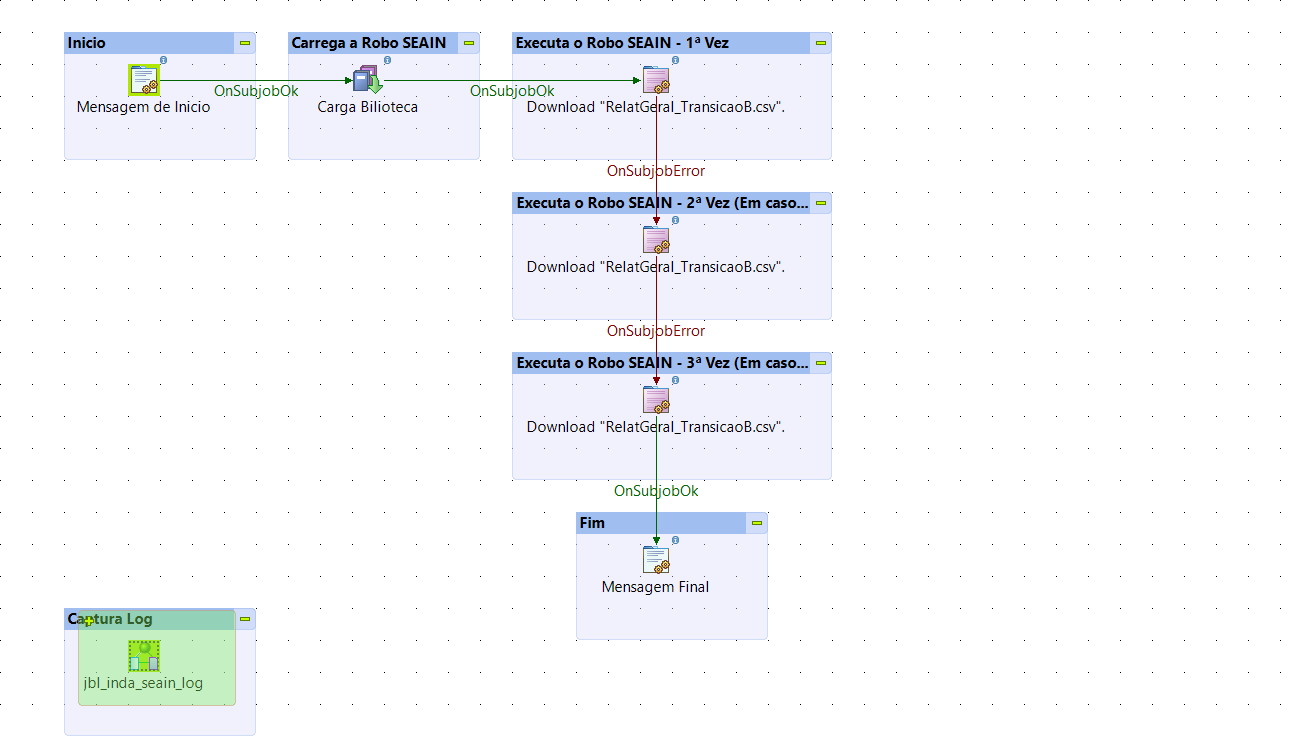 Inicio
Carrega a Robo SEAIN
Executa o Robo SEAIN - 1ª Vez
OnSubjobOk
OnSubjobOk
Mensagem de Inicio
Carga Bilioteca
Download "RelatGeral_TransicaoB.csv".
OnSubjobError
Executa o Robo SEAIN - 2ª Vez (Em caso...
Download "RelatGeral_TransicaoB.csv".
OnSubjobError
Executa o Robo SEAIN - 3ª Vez (Em caso...
Download "RelatGeral_TransicaoB.csv".
OnSubjobOk
Fim
Mensagem Final
Captura Log
jbl_inda_seain_log